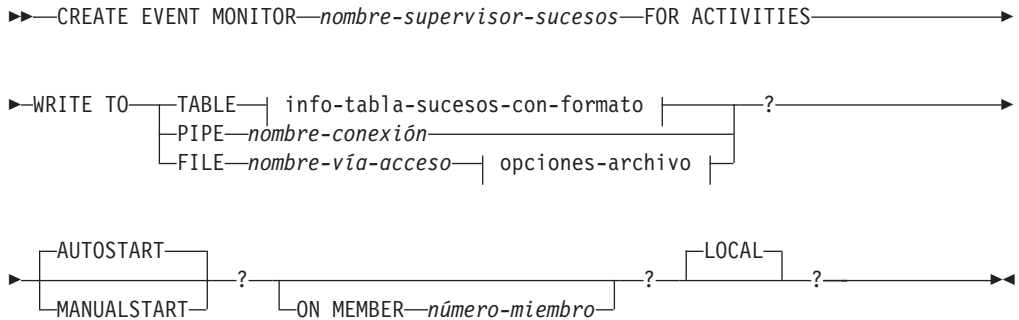 CREATE EVENT MONITOR nombre-supervisor-sucesos FOR ACTIVITIES
WRITE TO TABLE info-tabla-sucesos-con-formato ?
PIPE nombre-conexión
FILE nombre-vía-acceso opciones-archivo
AUTOSTART LOCAL
? ? ?
MANUALSTART ON MEMBER número-miembro